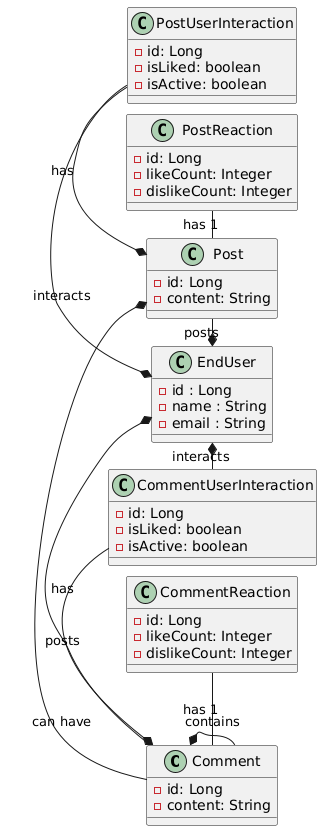 C PostUserInteraction
id: Long
isLiked: boolean
isActive: boolean
C PostReaction
id: Long
likeCount: Integer
dislikeCount: Integer
has
has 1
C Post
id: Long
content: String
interacts
posts
C EndUser
id : Long
name : String
email : String
interacts
C CommentUserInteraction
id: Long
isLiked: boolean
isActive: boolean
C CommentReaction
id: Long
likeCount: Integer
dislikeCount: Integer
has
posts
has 1
can have
contains
C Comment
id: Long
content: String